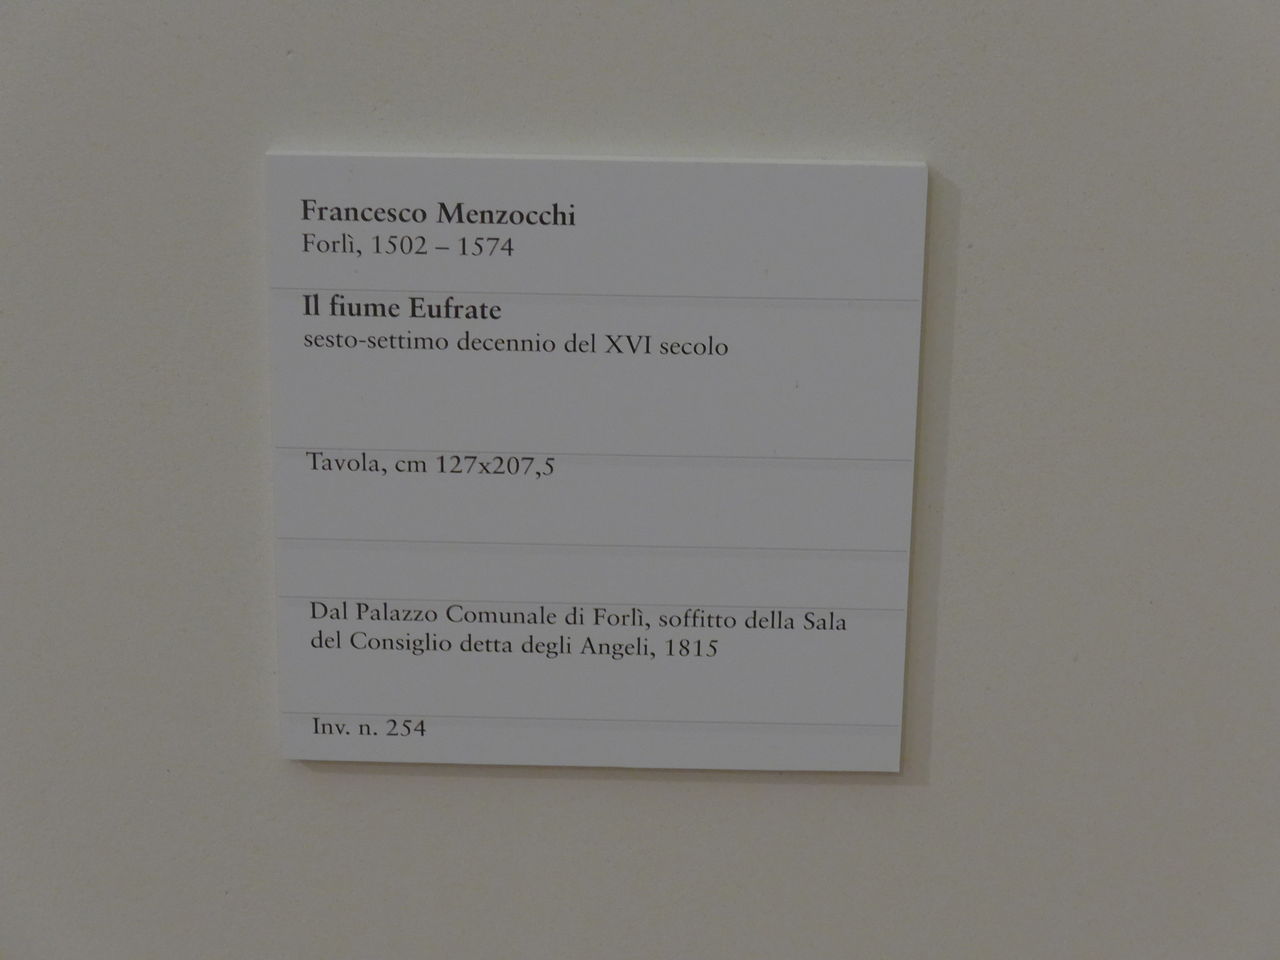 Francesco Menzocchi
Forlì, 1502 – 1574
Il fiume Eufrate
sesto-settimo decennio del XVI secolo
Tavola, cm 127x207,5
Dal Palazzo Comunale di Forlì, soffitto della Sala
del Consiglio detta degli Angeli, 1815
Inv. n. 254